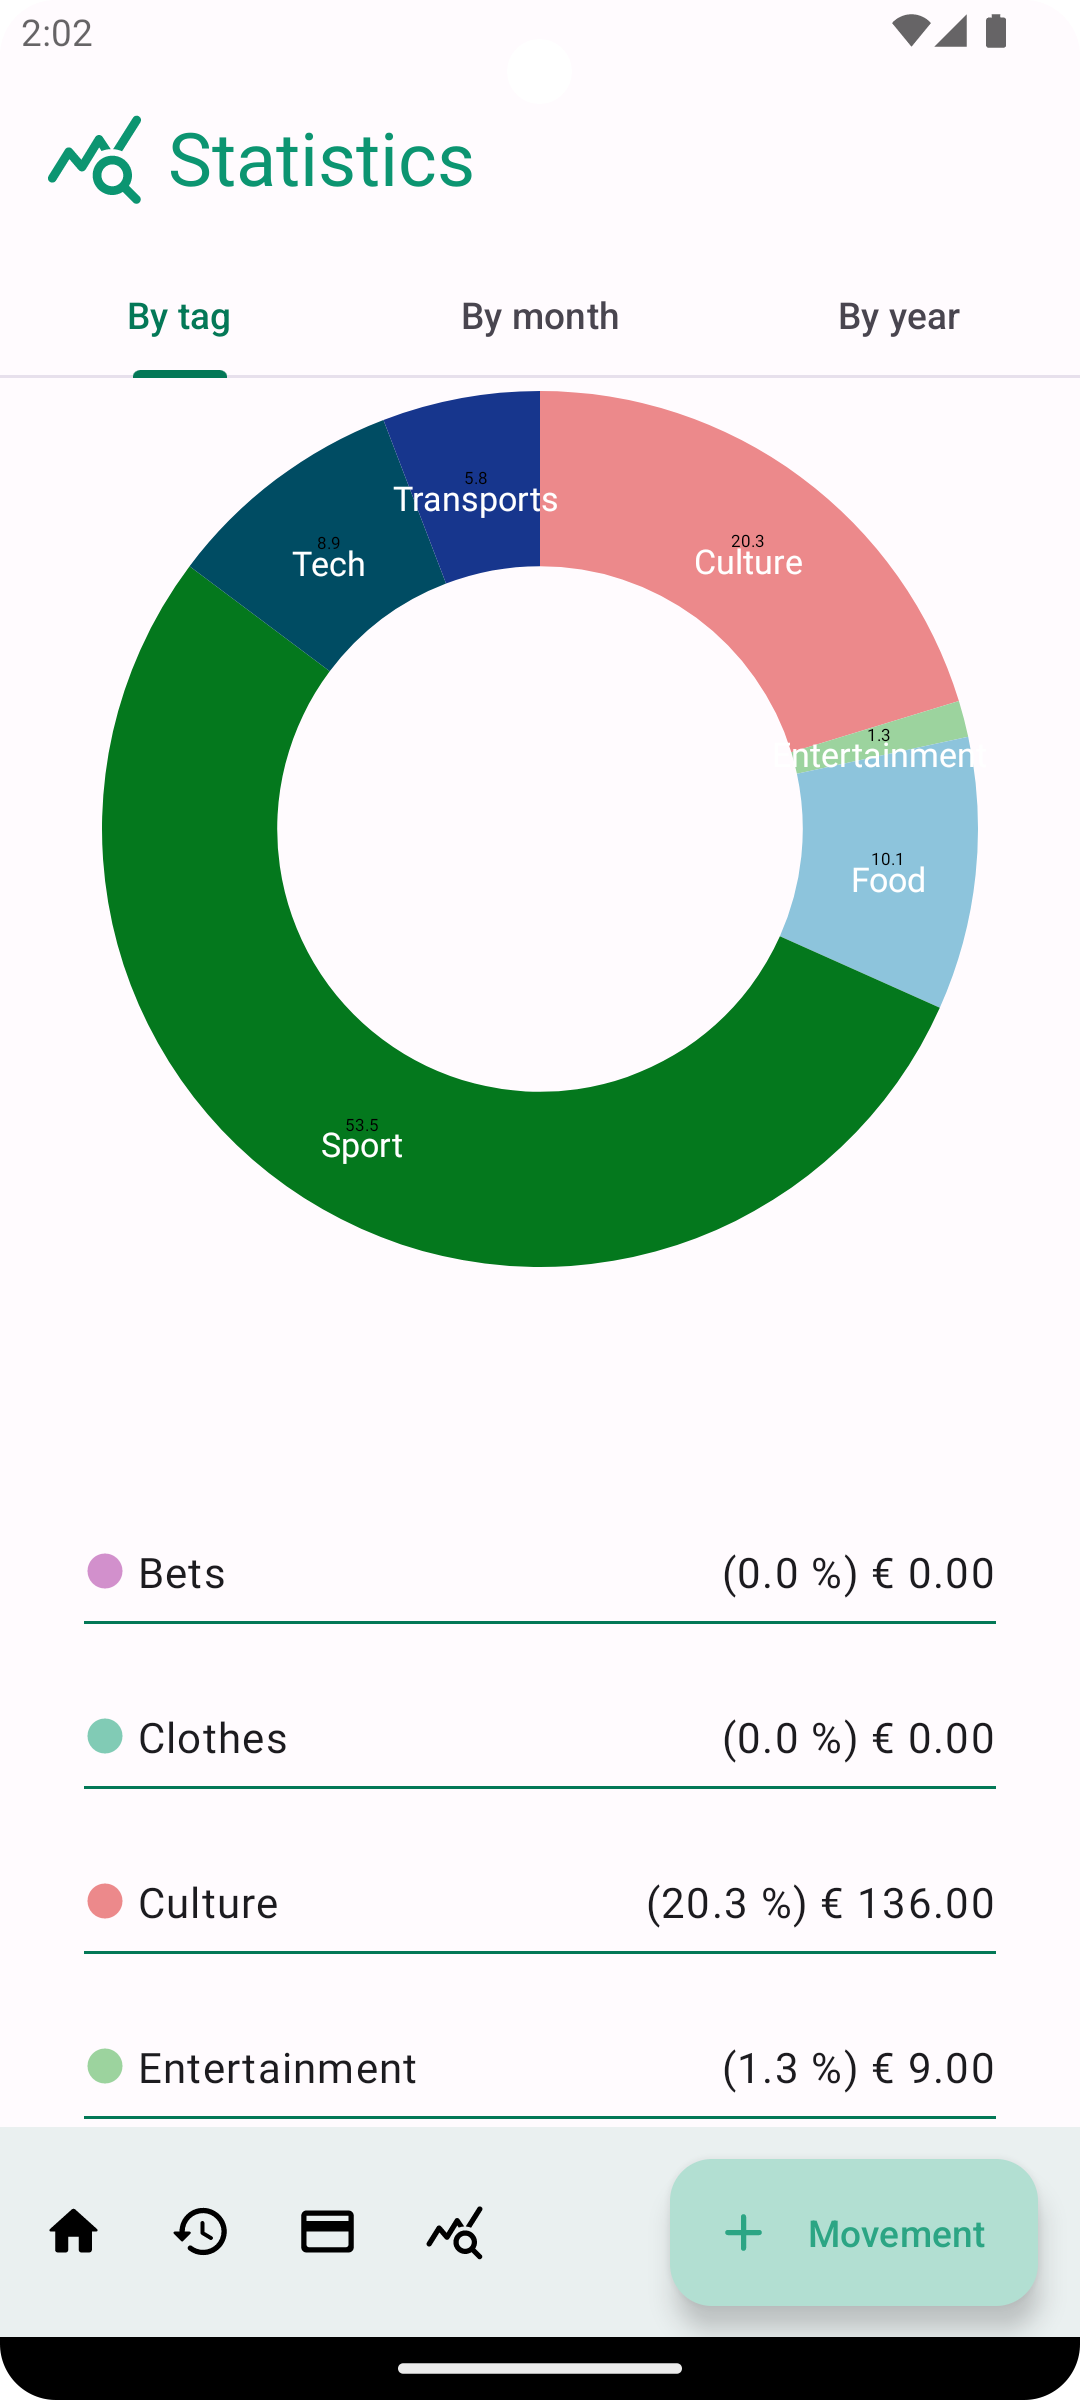 2:02
Statistics
By tag
By month
By year
5.8
Transports
20.3
Culture
8.9
Tech
1.3
10.1
Food
53.5
Sport
Bets
(0.0 %) € 0.00
Clothes
(0.0 %) € 0.00
Culture
(20.3 %) € 136.00
Entertainment
(1.3 %) € 9.00
Movement